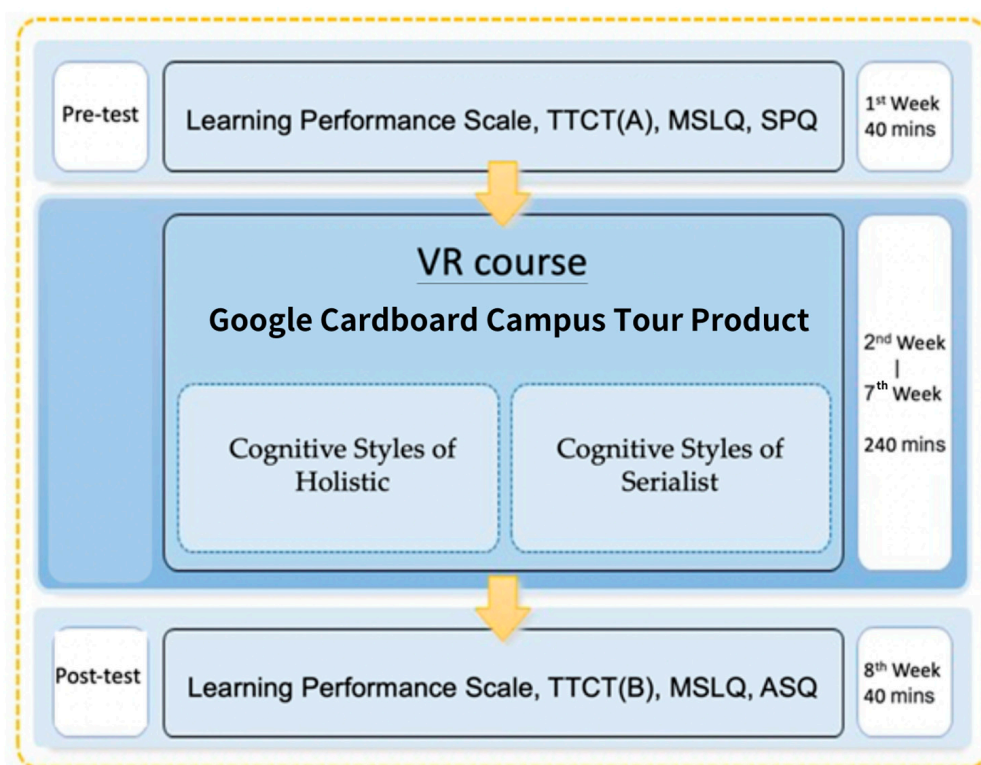 Pre-test
Learning Performance Scale, TTCT(A), MSLQ, SPQ
1st Week
40 mins
VR course
Google Cardboard Campus Tour Product
Cognitive Styles of
Holistic
Cognitive Styles of
Serialist
2nd Week
|
7th Week
240 mins
Post-test
Learning Performance Scale, TTCT(B), MSLQ, ASQ
8th Week
40 mins